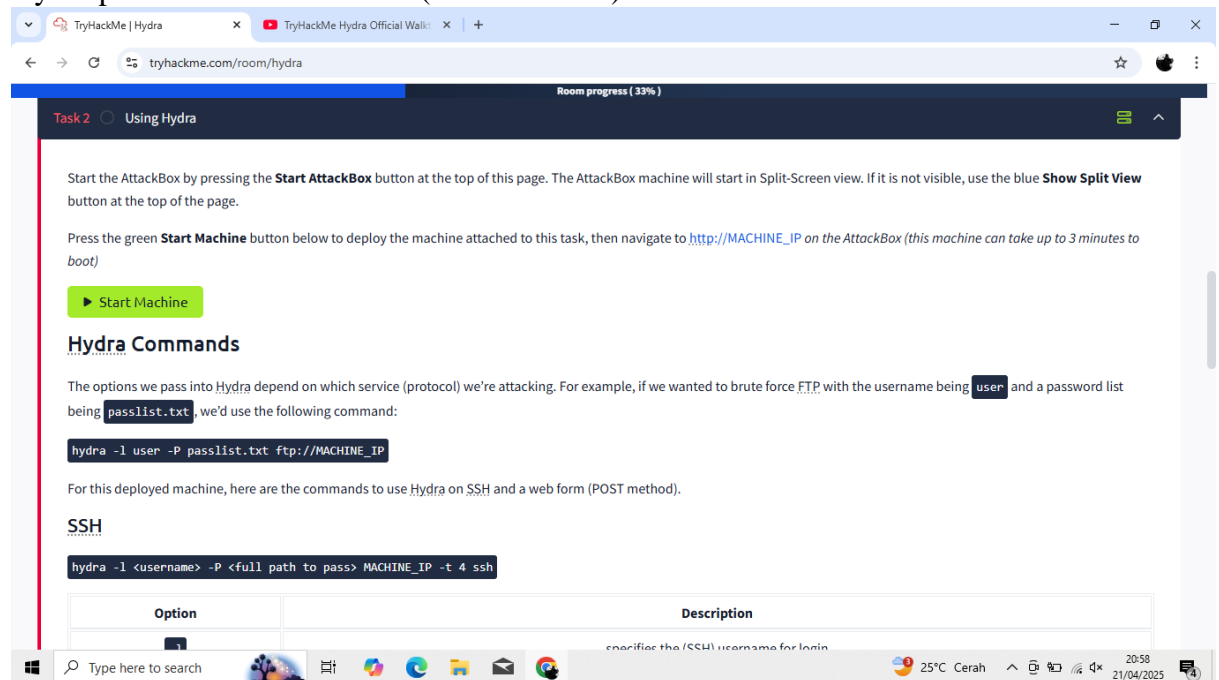 TryHackMe | Hydra
TryHackMe Hydra Official Walkt
tryhackme.com/room/hydra
Room progress ( 33% )
Task 2
Using Hydra
Start the AttackBox by pressing the Start AttackBox button at the top of this page. The AttackBox machine will start in Split-Screen view. If it is not visible, use the blue Show Split View
button at the top of the page.
Press the green Start Machine button below to deploy the machine attached to this task, then navigate to http://MACHINE_IP on the AttackBox (this machine can take up to 3 minutes to
boot)
Start Machine
Hydra Commands
The options we pass into Hydra depend on which service (protocol) we're attacking. For example, if we wanted to brute force FTP with the username being user and a password list
being passlist.txt, we'd use the following command:
hydra -l user -P passlist.txt ftp://MACHINE_IP
For this deployed machine, here are the commands to use Hydra on SSH and a web form (POST method).
SSH
hydra -l <username> -P <full path to pass> MACHINE_IP -t 4 ssh
Option Description
specifies the (SSH) username for login
Type here to search
25°C Cerah
20:58
21/04/2025